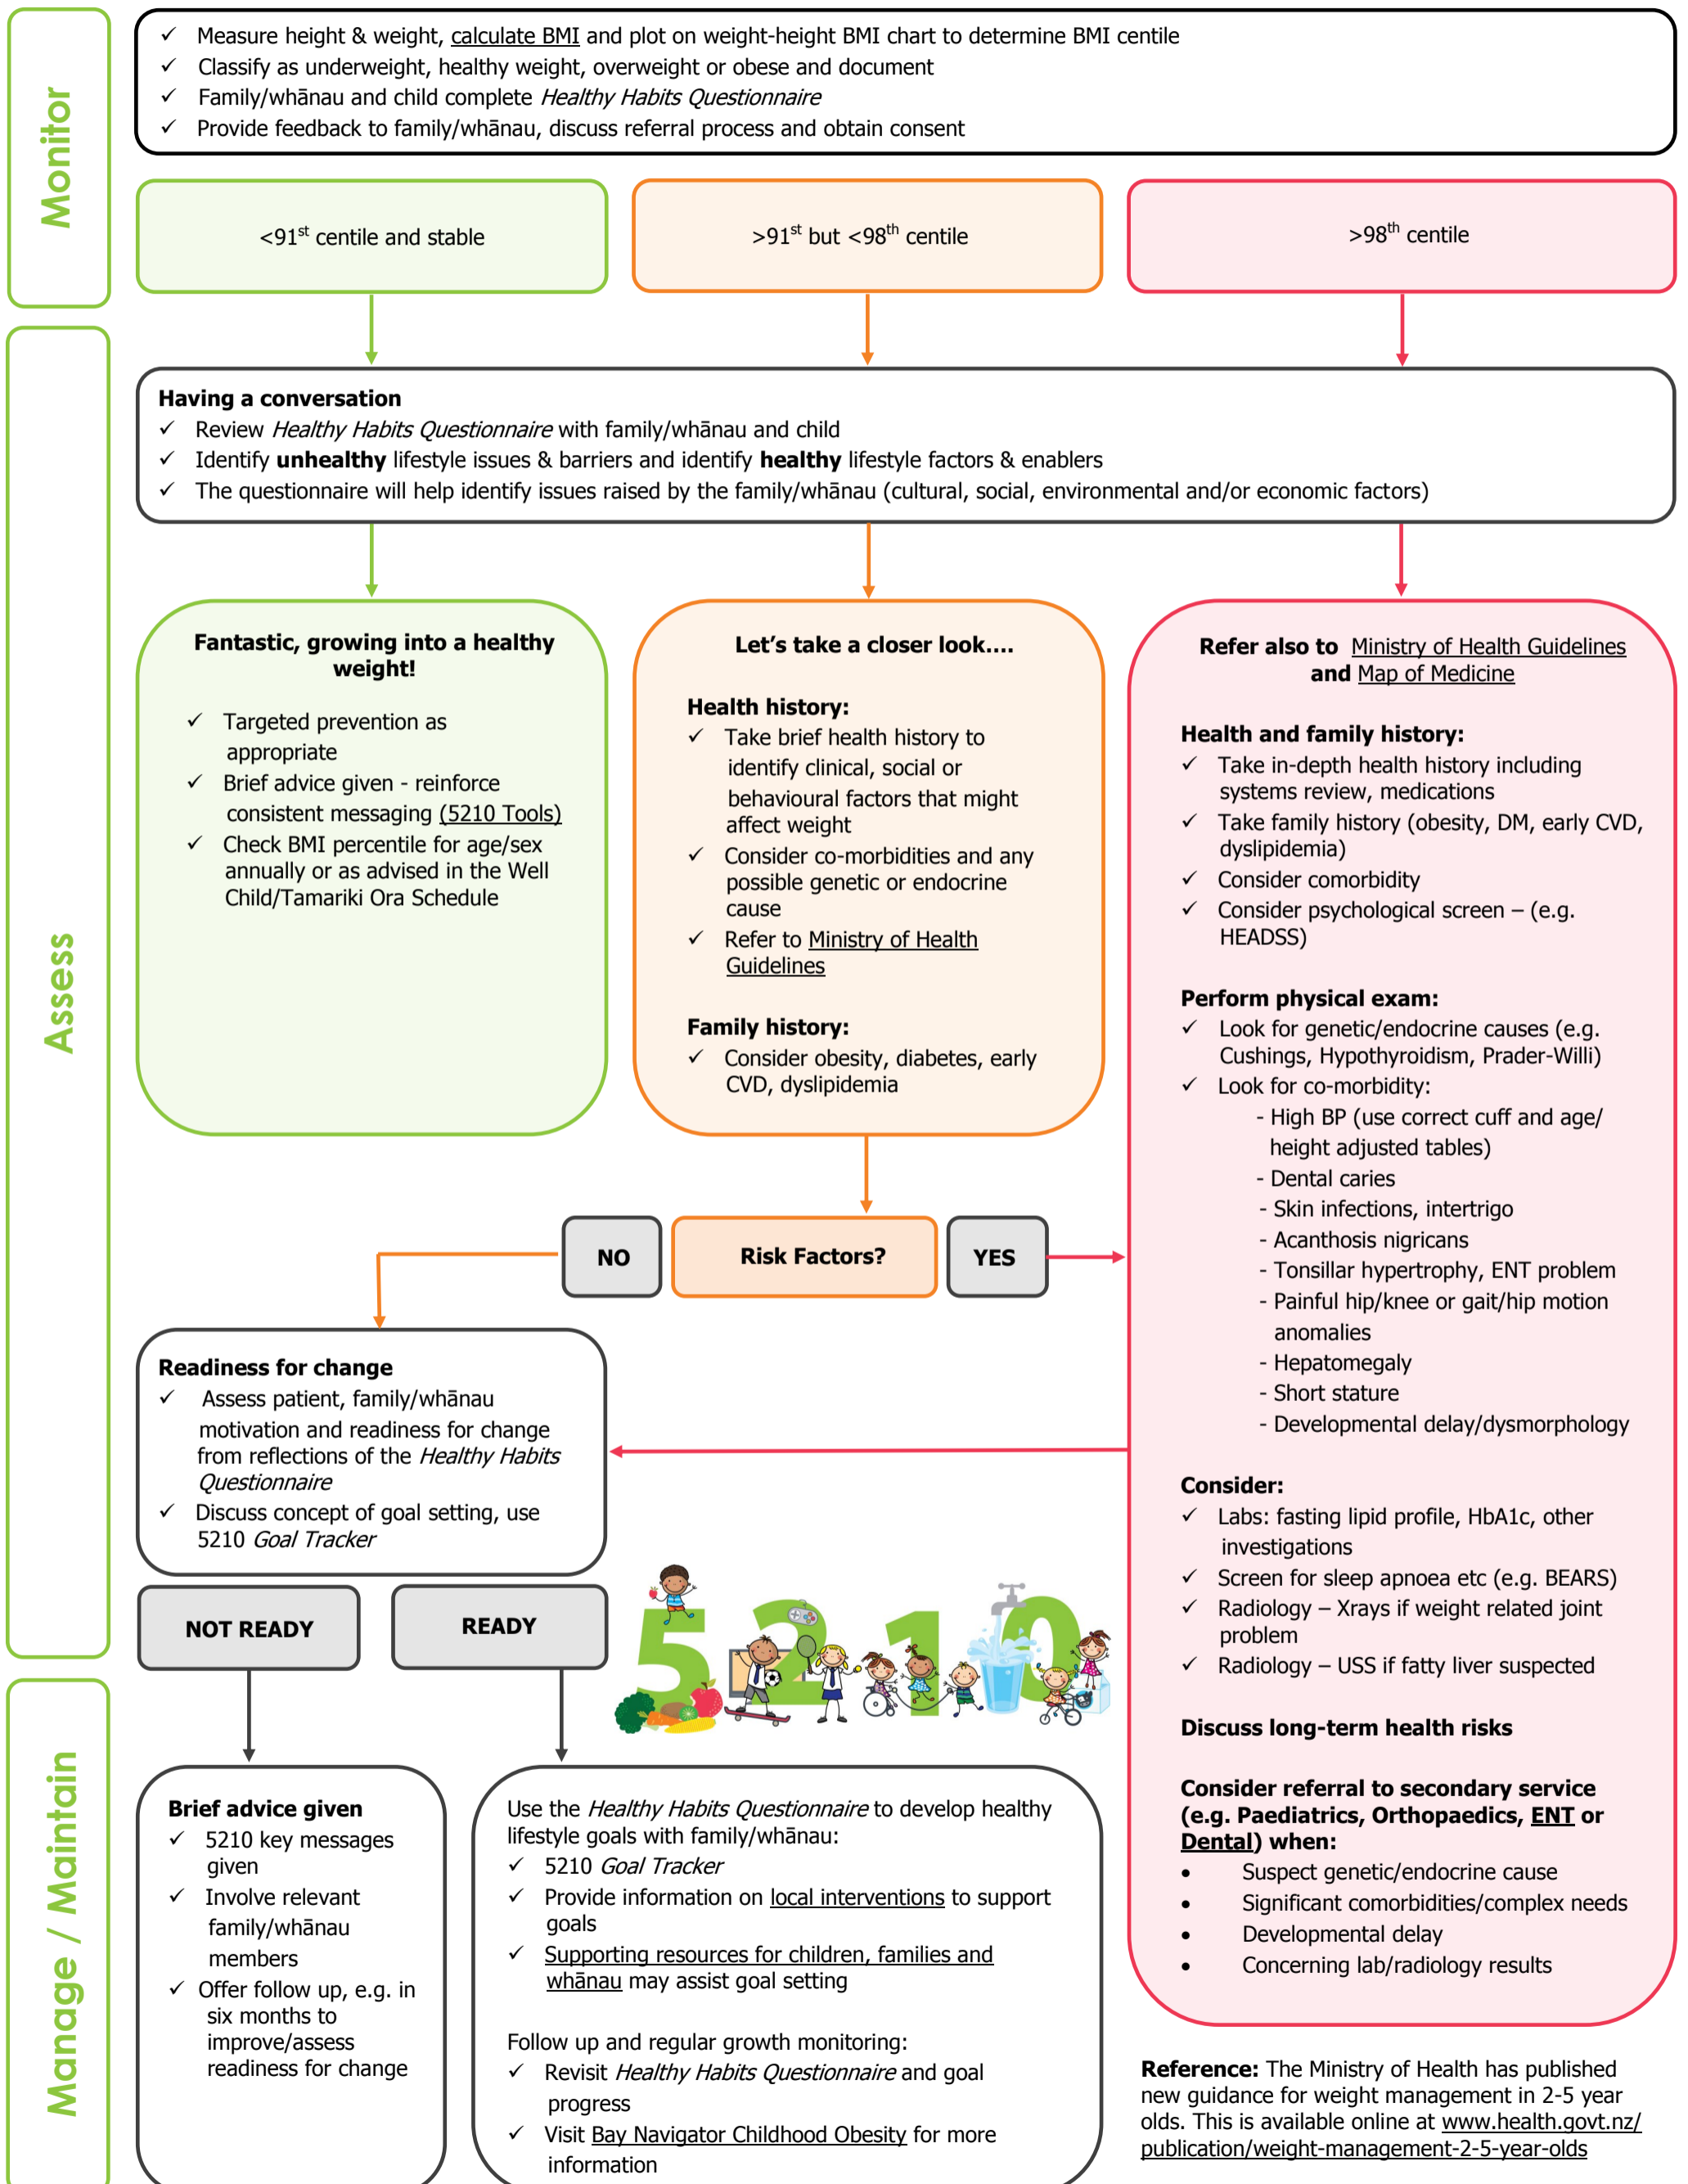 Monitor
✓ Measure height & weight, calculate BMI and plot on weight-height BMI chart to determine BMI centile
✓ Classify as underweight, healthy weight, overweight or obese and document
✓ Family/whānau and child complete Healthy Habits Questionnaire
✓ Provide feedback to family/whānau, discuss referral process and obtain consent
<91st centile and stable
>91st but <98th centile
>98th centile
Assess
Having a conversation
✓ Review Healthy Habits Questionnaire with family/whānau and child
✓ Identify unhealthy lifestyle issues & barriers and identify healthy lifestyle factors & enablers
✓ The questionnaire will help identify issues raised by the family/whānau (cultural, social, environmental and/or economic factors)
Fantastic, growing into a healthy
weight!
✓ Targeted prevention as
appropriate
✓ Brief advice given - reinforce
consistent messaging (5210 Tools)
✓ Check BMI percentile for age/sex
annually or as advised in the Well
Child/Tamariki Ora Schedule
Let's take a closer look....
Health history:
✓ Take brief health history to
identify clinical, social or
behavioural factors that might
affect weight
✓ Consider co-morbidities and any
possible genetic or endocrine
cause
✓ Refer to Ministry of Health
Guidelines
Family history:
✓ Consider obesity, diabetes, early
CVD, dyslipidemia
NO
Risk Factors?
YES
Refer also to Ministry of Health Guidelines
and Map of Medicine
Health and family history:
✓ Take in-depth health history including
systems review, medications
✓ Take family history (obesity, DM, early CVD,
dyslipidemia)
✓ Consider comorbidity
✓ Consider psychological screen – (e.g.
HEADSS)
Perform physical exam:
✓ Look for genetic/endocrine causes (e.g.
Cushings, Hypothyroidism, Prader-Willi)
✓ Look for co-morbidity:
- High BP (use correct cuff and age/
height adjusted tables)
- Dental caries
- Skin infections, intertrigo
- Acanthosis nigricans
- Tonsillar hypertrophy, ENT problem
- Painful hip/knee or gait/hip motion
anomalies
- Hepatomegaly
- Short stature
- Developmental delay/dysmorphology
Consider:
✓ Labs: fasting lipid profile, HbA1c, other
investigations
✓ Screen for sleep apnoea etc (e.g. BEARS)
✓ Radiology – Xrays if weight related joint
problem
✓ Radiology – USS if fatty liver suspected
Discuss long-term health risks
Consider referral to secondary service
(e.g. Paediatrics, Orthopaedics, ENT or
Dental) when:
• Suspect genetic/endocrine cause
• Significant comorbidities/complex needs
• Developmental delay
• Concerning lab/radiology results
Readiness for change
✓ Assess patient, family/whānau
motivation and readiness for change
from reflections of the Healthy Habits
Questionnaire
✓ Discuss concept of goal setting, use
5210 Goal Tracker
NOT READY
READY
5210
Manage / Maintain
Brief advice given
✓ 5210 key messages
given
✓ Involve relevant
family/whānau
members
✓ Offer follow up, e.g. in
six months to
improve/assess
readiness for change
Use the Healthy Habits Questionnaire to develop healthy
lifestyle goals with family/whānau:
✓ 5210 Goal Tracker
✓ Provide information on local interventions to support
goals
✓ Supporting resources for children, families and
whānau may assist goal setting
Follow up and regular growth monitoring:
✓ Revisit Healthy Habits Questionnaire and goal
progress
✓ Visit Bay Navigator Childhood Obesity for more
information
Reference: The Ministry of Health has published
new guidance for weight management in 2-5 year
olds. This is available online at www.health.govt.nz/
publication/weight-management-2-5-year-olds